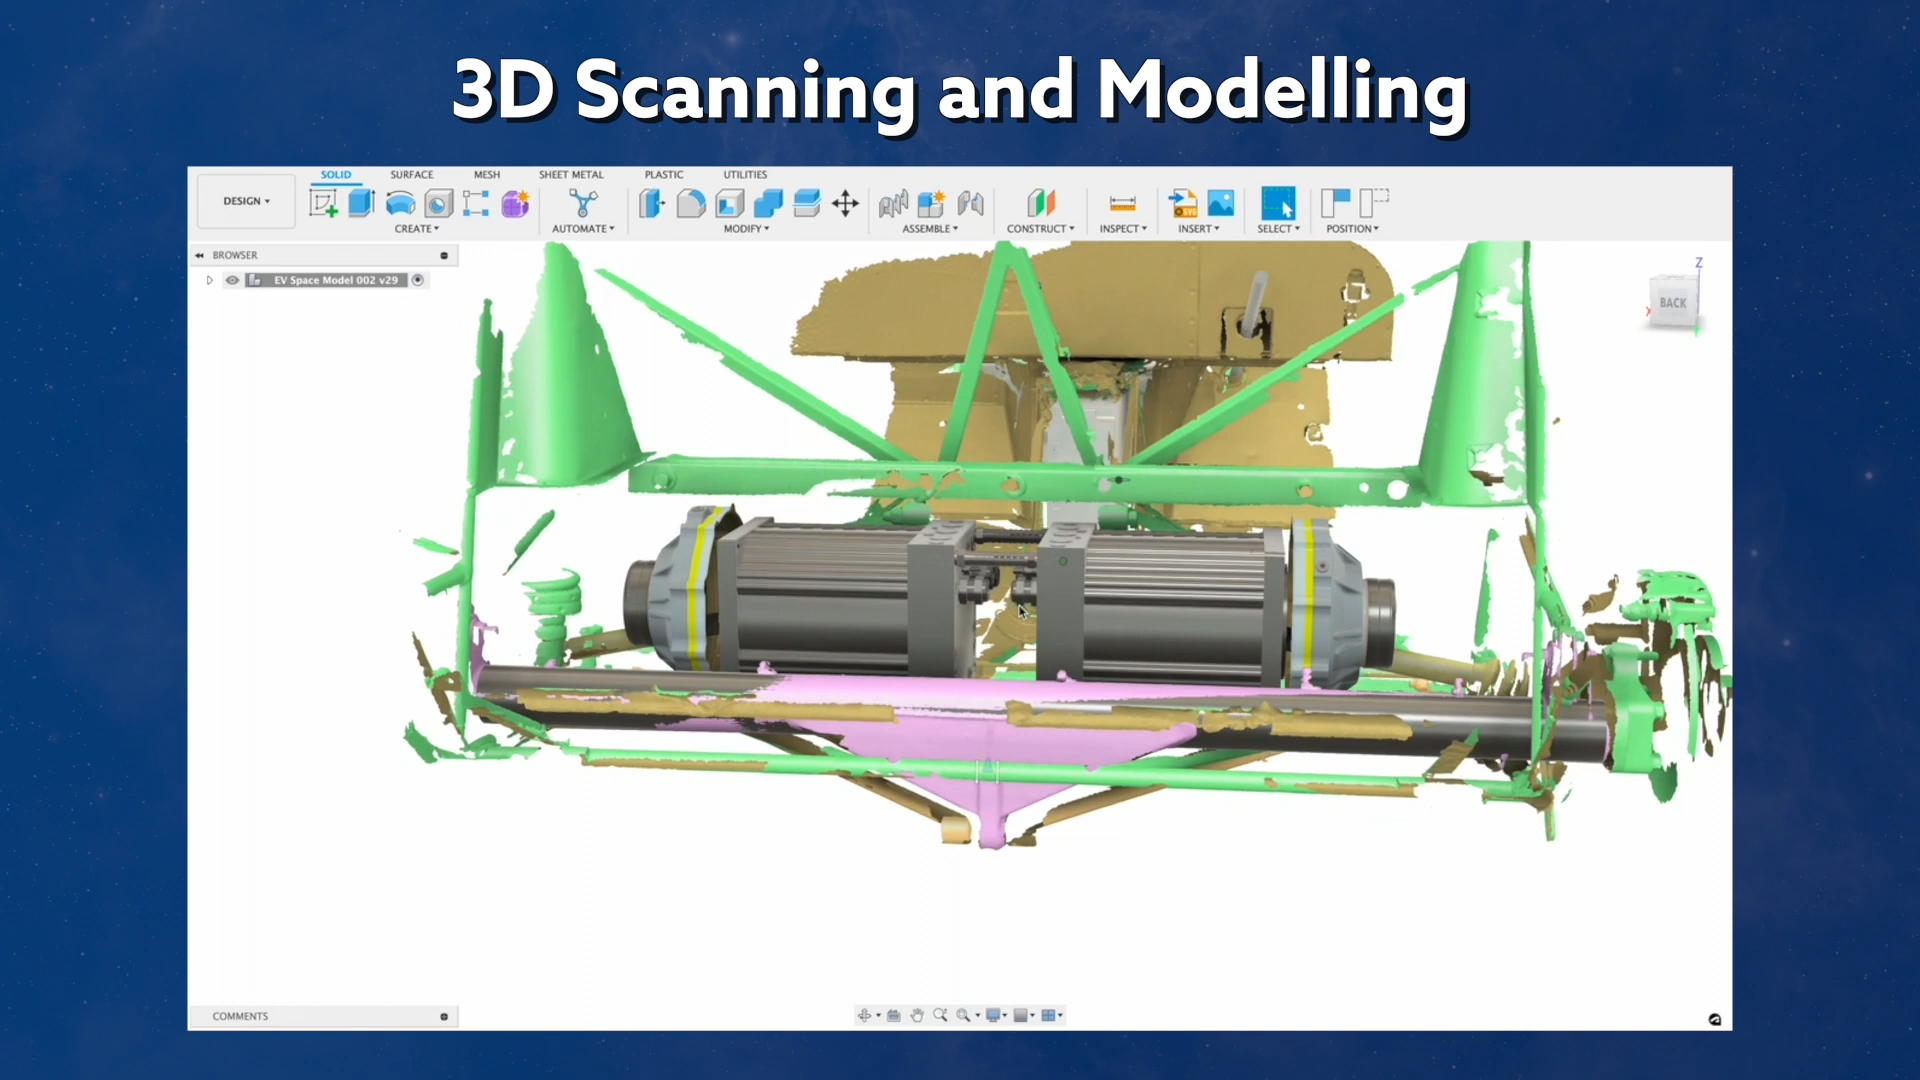 3D Scanning and Modelling
SOLID SURFACE MESH SHEET METAL PLASTIC UTILITIES
DESIGN
CREATE AUTOMATE MODIFY ASSEMBLE CONSTRUCT INSPECT INSERT SELECT POSITION
BROWSER
EV Space Model 002 v29
Z
X
BACK
COMMENTS